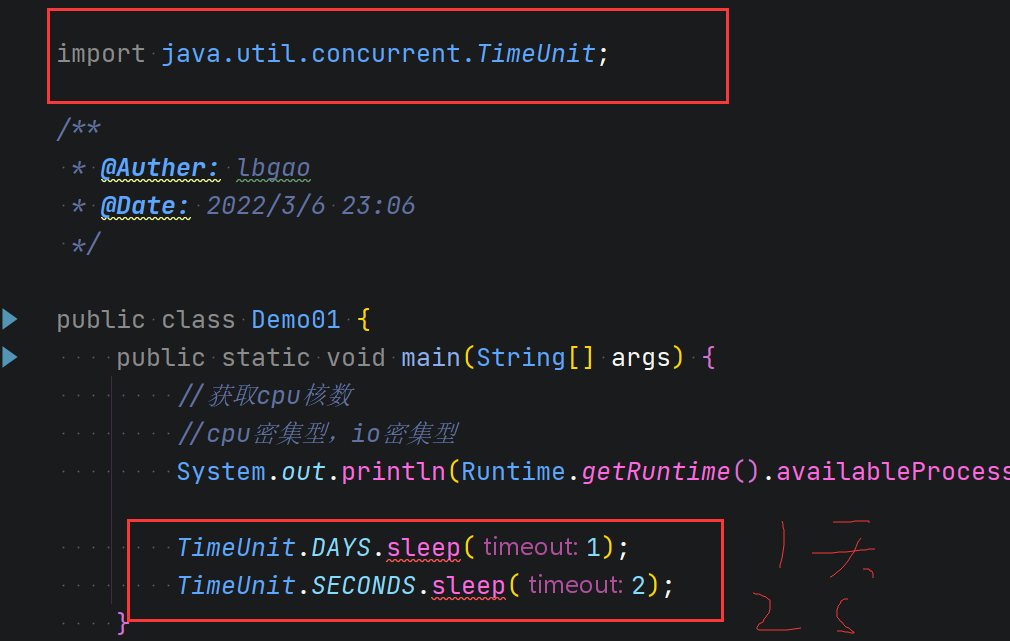 import java.util.concurrent.TimeUnit;
/**
* @Auther: lbgao
* @Date: 2022/3/6 23:06
*/
public class Demo01 {
public static void main(String[] args) {
//获取cpu核数
//cpu密集型，io密集型
System.out.println(Runtime.getRuntime().availableProcess
TimeUnit.DAYS.sleep( timeout: 1);
1天
TimeUnit.SECONDS.sleep( timeout: 2);
2s
}